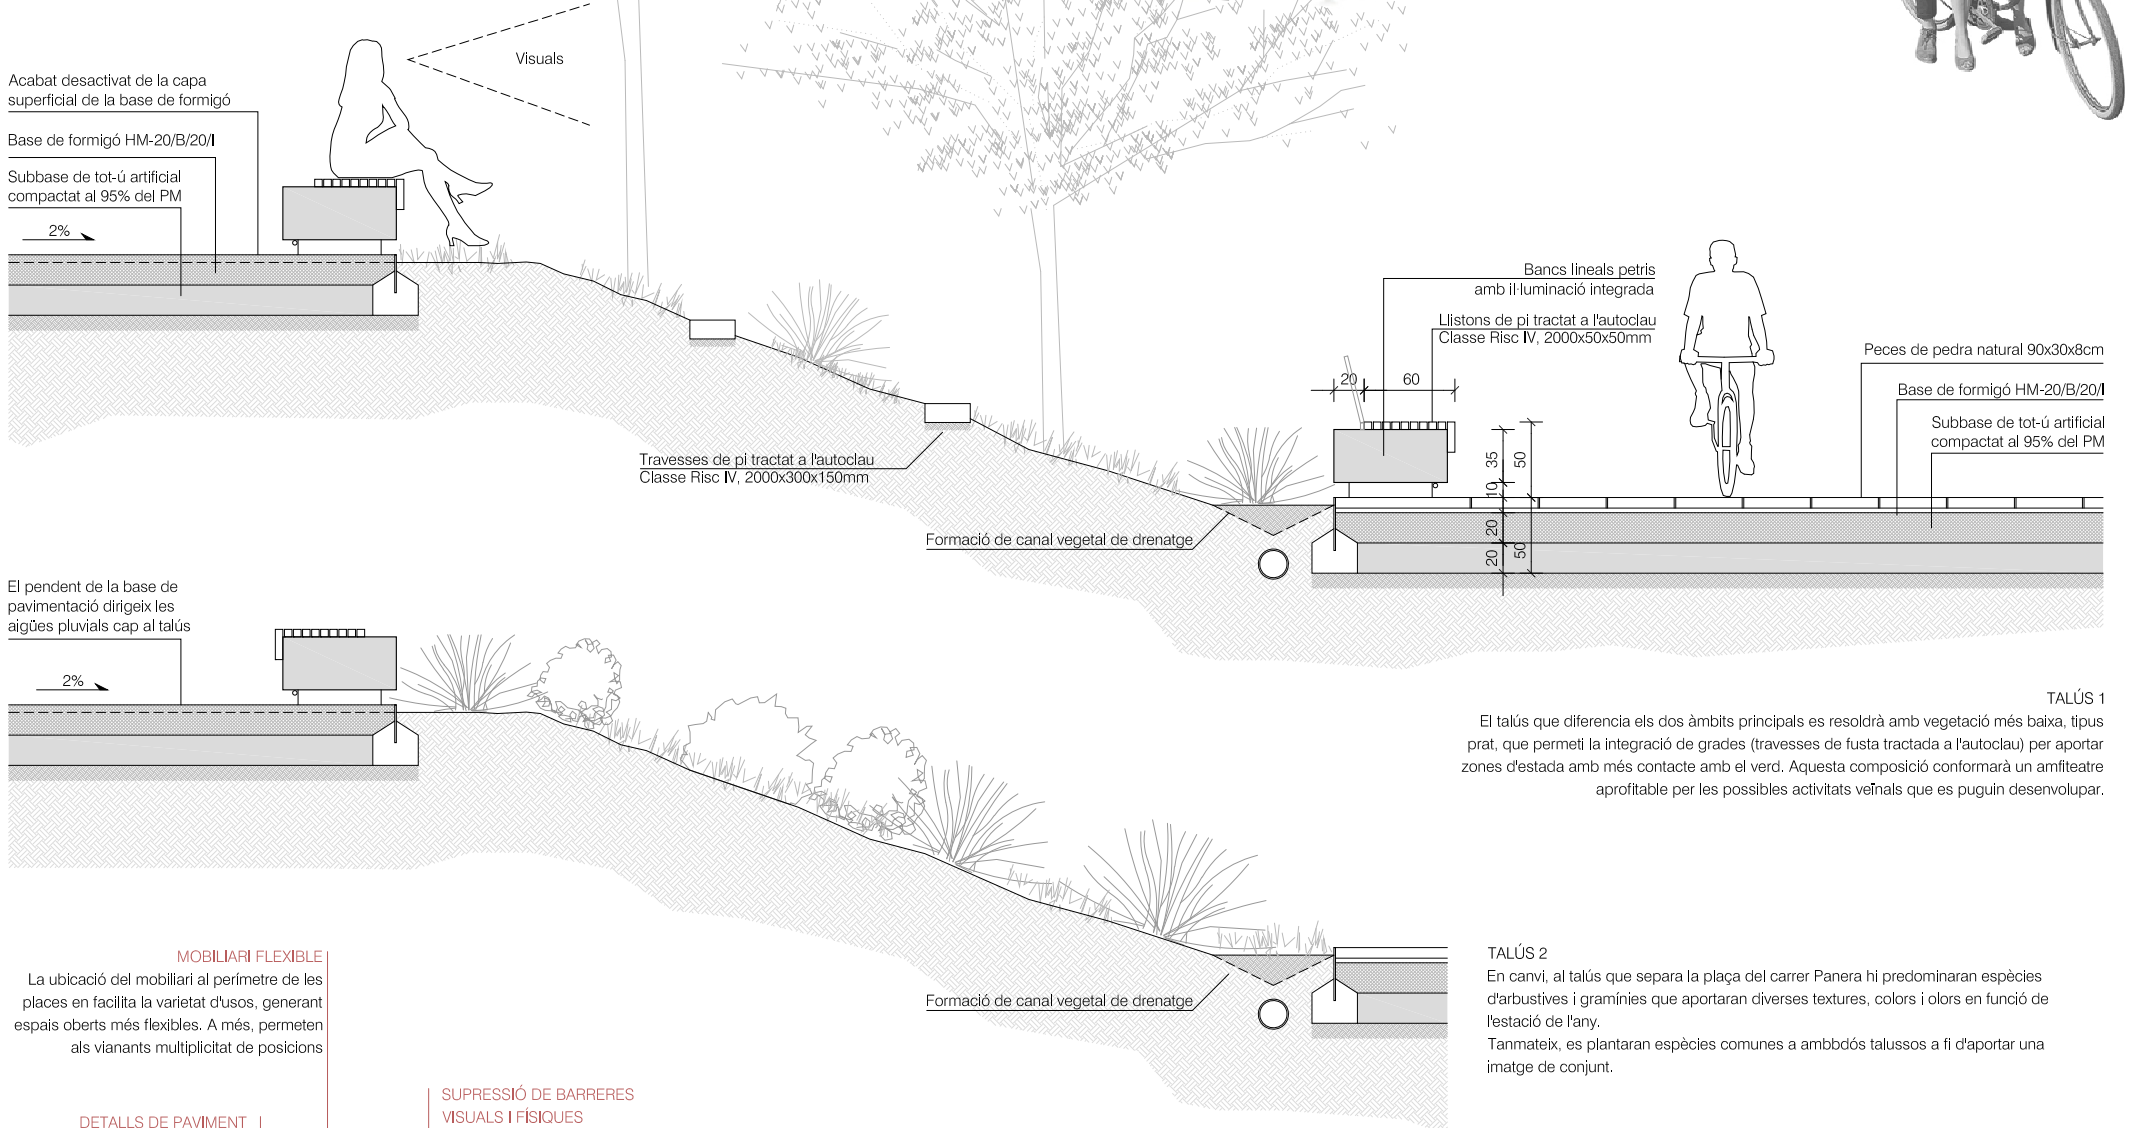 Visuals
Acabat desactivat de la capa
superficial de la base de formigó
Base de formigó HM-20/B/20/I
Subbase de tot-ú artificial
compactat al 95% del PM
2%
Bancs lineals petris
amb il·luminació integrada
Llistons de pi tractat a l'autoclau
Classe Risc IV, 2000x50x50mm
20
60
Peces de pedra natural 90x30x8cm
Base de formigó HM-20/B/20/I
Subbase de tot-ú artificial
compactat al 95% del PM
35
50
10
20
20
50
Travesses de pi tractat a l'autoclau
Classe Risc IV, 2000x300x150mm
Formació de canal vegetal de drenatge
El pendent de la base de
pavimentació dirigeix les
aigües pluvials cap al talús
2%
TALÚS 1
El talús que diferencia els dos àmbits principals es resoldrà amb vegetació més baixa, tipus
prat, que permeti la integració de grades (travesses de fusta tractada a l'autoclau) per aportar
zones d'estada amb més contacte amb el verd. Aquesta composició conformarà un amfiteatre
aprofitable per les possibles activitats veïnals que es puguin desenvolupar.
Formació de canal vegetal de drenatge
TALÚS 2
En canvi, al talús que separa la plaça del carrer Panera hi predominaran espècies
d'arbustives i gramínies que aportaran diverses textures, colors i olors en funció de
l'estació de l'any.
Tanmateix, es plantaran espècies comunes a ambbdós talussos a fi d'aportar una
imatge de conjunt.
MOBILIARI FLEXIBLE
La ubicació del mobiliari al perímetre de les
places en facilita la varietat d'usos, generant
espais oberts més flexibles. A més, permeten
als vianants multiplicitat de posicions
SUPRESSIÓ DE BARRERES
VISUALS I FÍSIQUES
DETALLS DE PAVIMENT